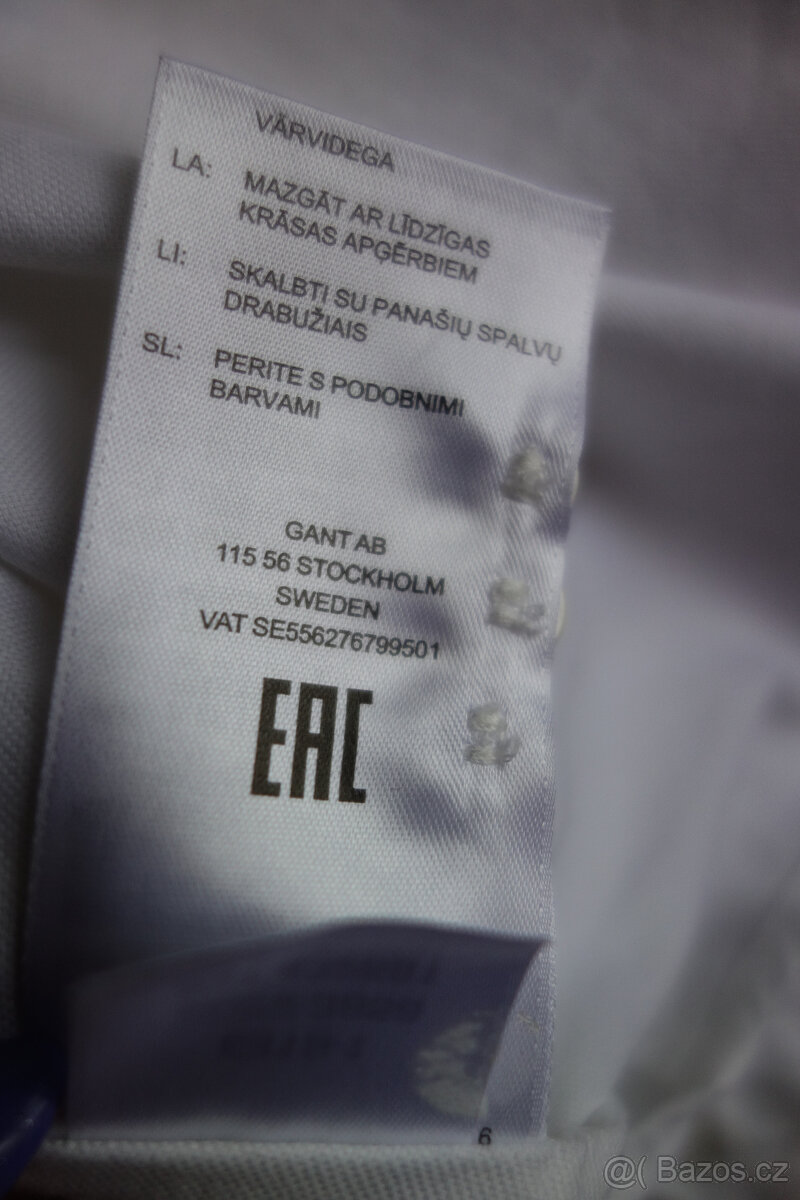 VÄRVIDEGA
LA: MAZGĀT AR LĪDZĪGAS
KRĀSAS APĢĒRBIEM
LI: SKALBTI SU PANAŠIŲ SPALVŲ
DRABUŽIAIS
SL: PERITE S PODOBNIMI
BARVAMI
GANT AB
115 56 STOCKHOLM
SWEDEN
VAT SE556276799501
EAC
6
@( Bazos.cz